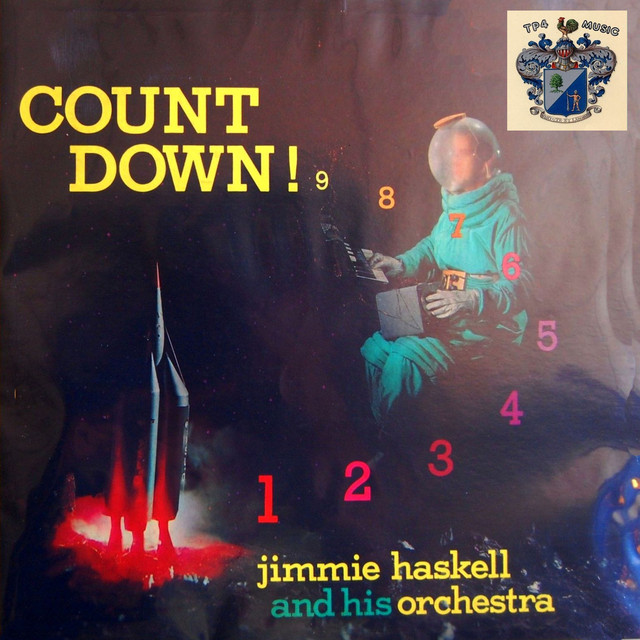 TP4 MUSIC
COUNT
DOWN!
9
8
7
6
5
4
3
2
1
jimmie haskell
and his orchestra